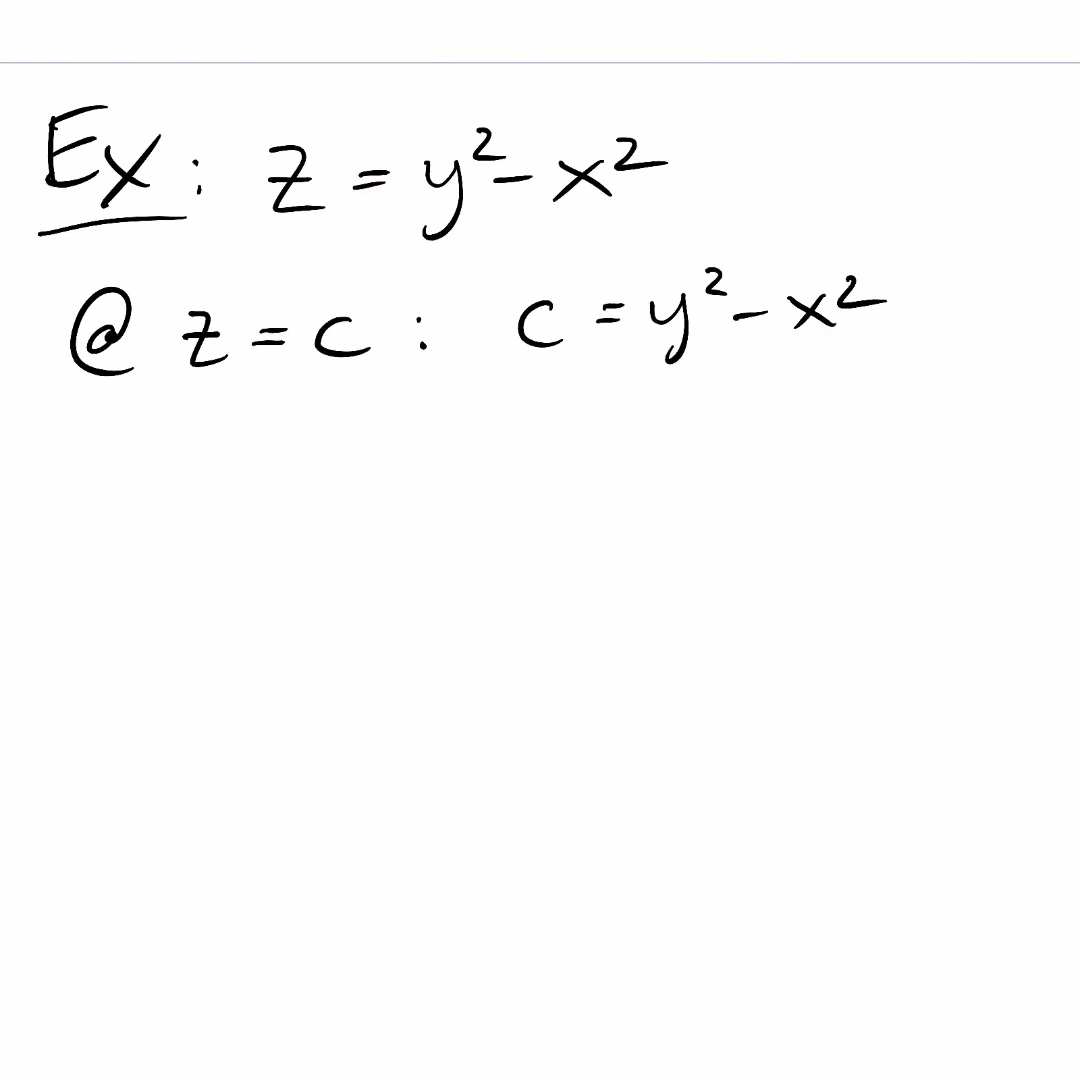 Ex: z = y² - x²
@ z = c : c = y² - x²